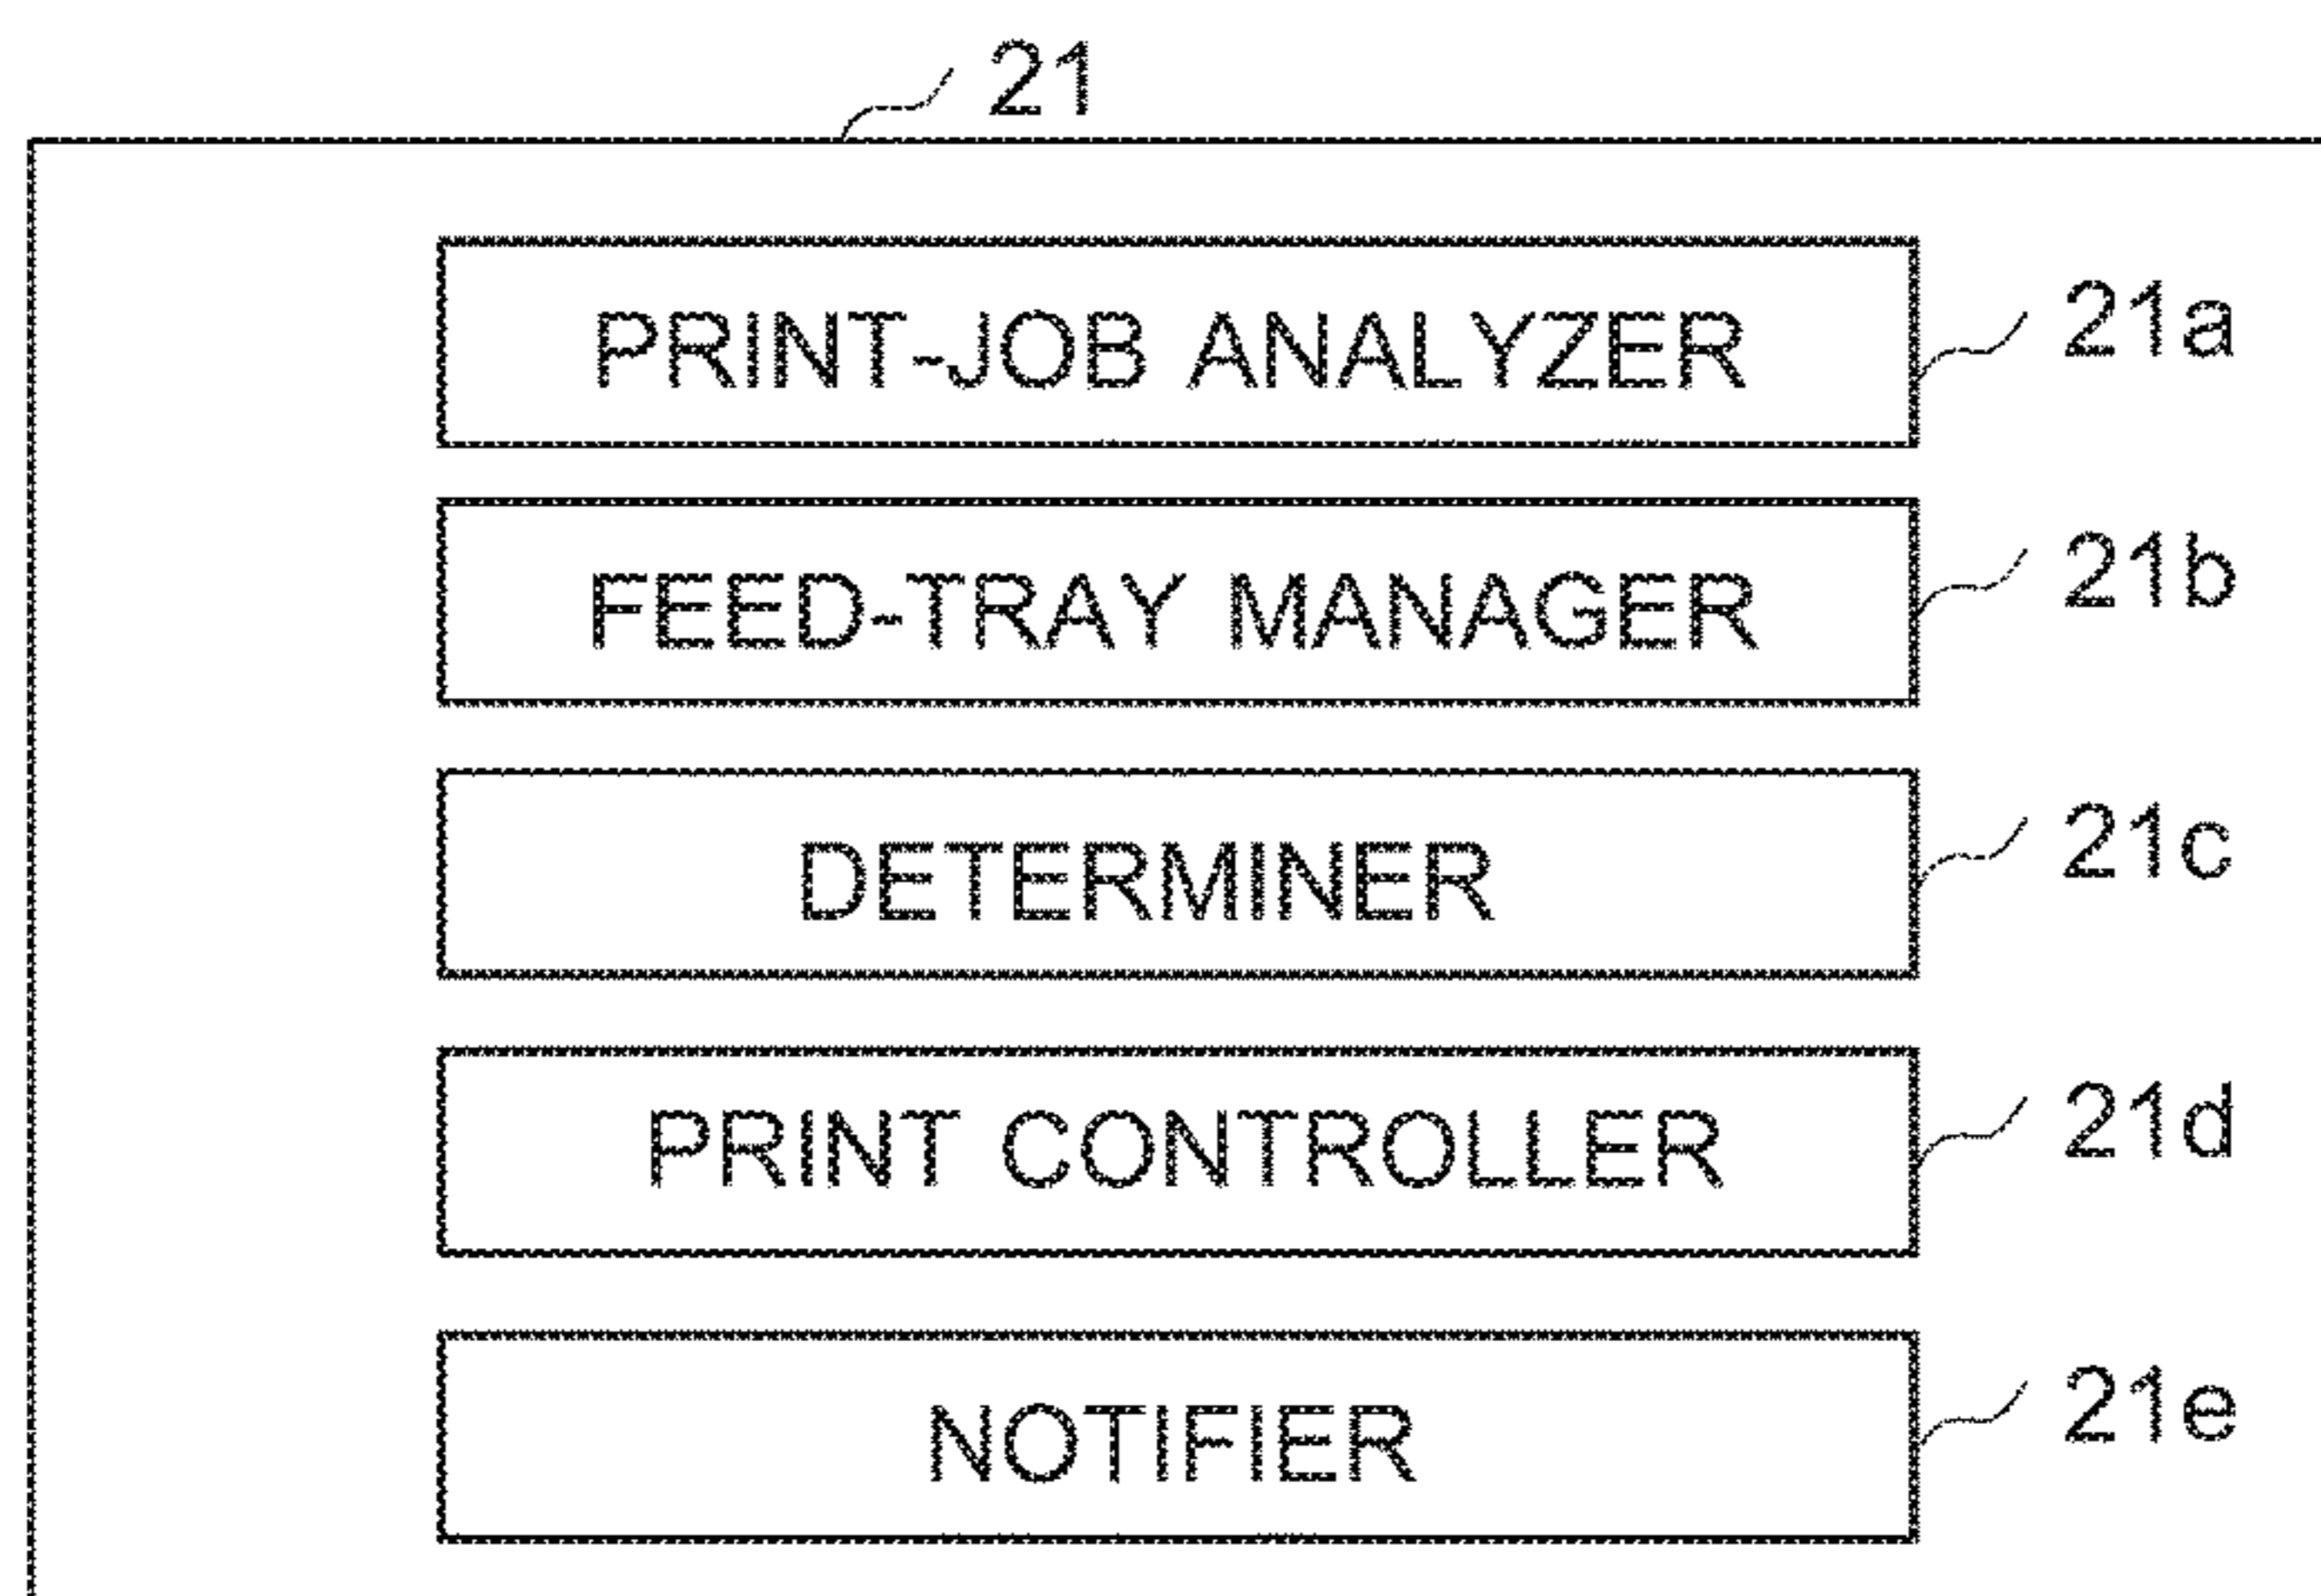 21
PRINT-JOB ANALYZER 21a
FEED-TRAY MANAGER 21b
DETERMINER 21c
PRINT CONTROLLER 21d
NOTIFIER 21e